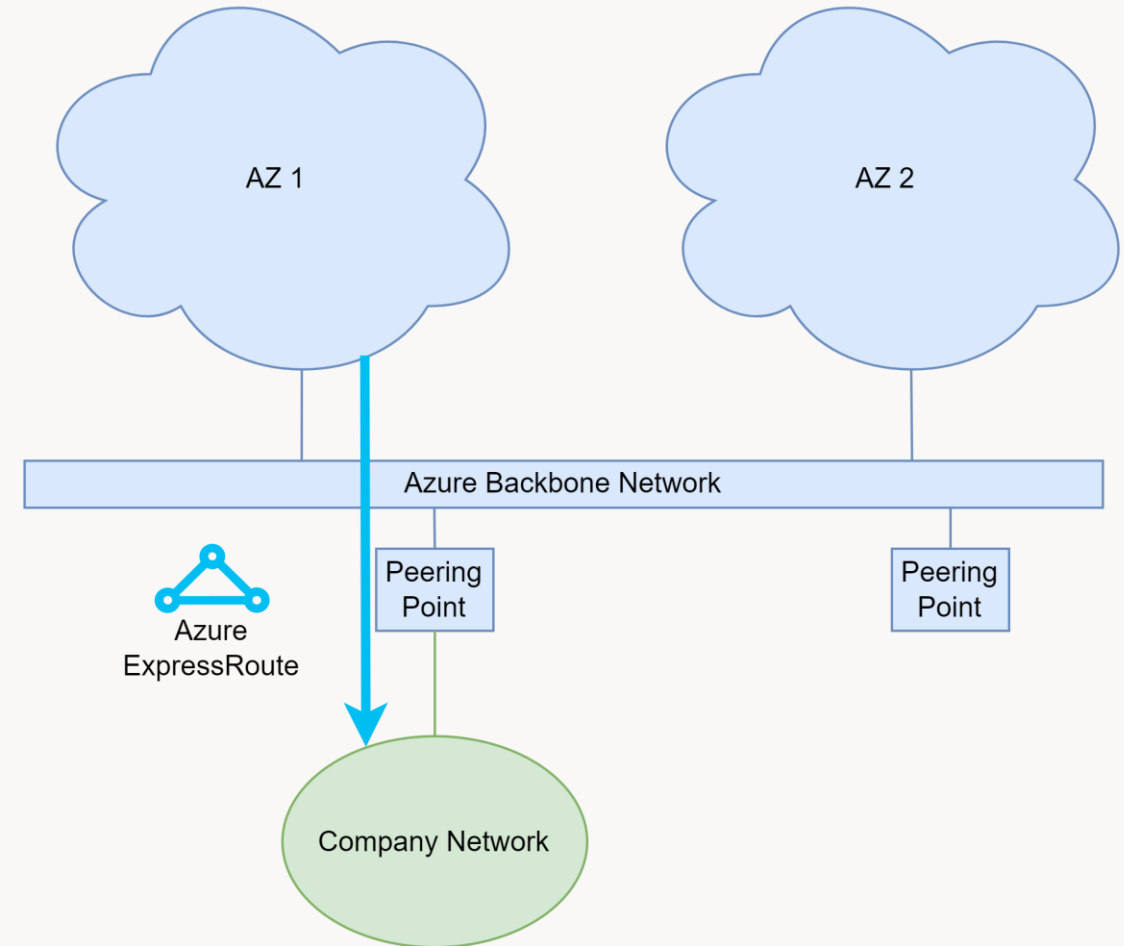 AZ 1
AZ 2
Azure Backbone Network
Peering
Point
Peering
Point
Azure
ExpressRoute
Company Network